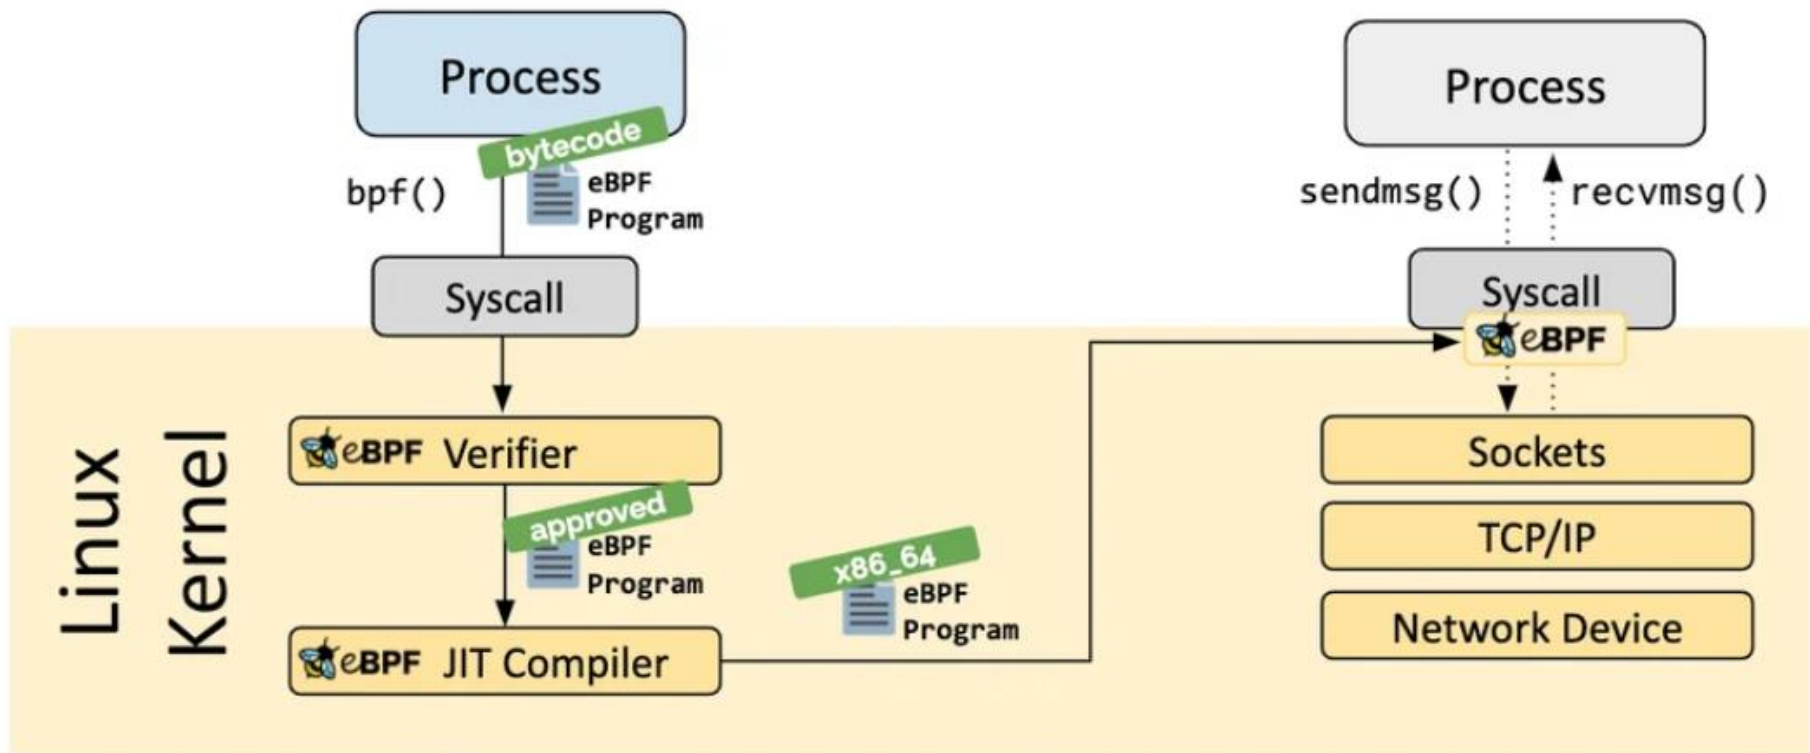 Process
bytecode
bpf()
eBPF
Program
Syscall
Linux
Kernel
eBPF Verifier
approved
eBPF
Program
eBPF JIT Compiler
x86_64
eBPF
Program
Process
sendmsg()
recvmsg()
Syscall
eBPF
Sockets
TCP/IP
Network Device